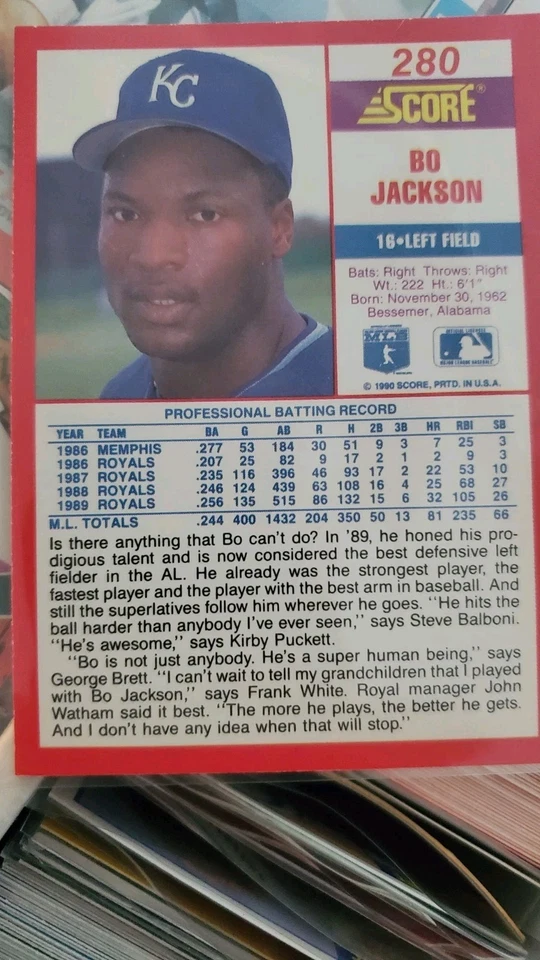 KC
280
SCORE®
BO
JACKSON
16•LEFT FIELD
Bats: Right Throws: Right
Wt.: 222 Ht.: 6'1"
Born: November 30, 1962
Bessemer, Alabama
© 1990 SCORE, PRTD. IN U.S.A.
PROFESSIONAL BATTING RECORD
YEAR TEAM BA G AB R H 2B 3B HR RBI SB
1986 MEMPHIS .277 53 184 30 51 9 3 7 25 3
1986 ROYALS .207 25 82 9 17 2 1 2 9 3
1987 ROYALS .235 116 396 46 93 17 2 22 53 10
1988 ROYALS .246 124 439 63 108 16 4 25 68 27
1989 ROYALS .256 135 515 86 132 15 6 32 105 26
M.L. TOTALS .244 400 1432 204 350 50 13 81 235 66
Is there anything that Bo can't do? In '89, he honed his pro-
digious talent and is now considered the best defensive left
fielder in the AL. He already was the strongest player, the
fastest player and the player with the best arm in baseball. And
still the superlatives follow him wherever he goes. "He hits the
ball harder than anybody I've ever seen," says Steve Balboni.
"He's awesome," says Kirby Puckett.
"Bo is not just anybody. He's a super human being," says
George Brett. "I can't wait to tell my grandchildren that I played
with Bo Jackson," says Frank White. Royal manager John
Watham said it best. "The more he plays, the better he gets.
And I don't have any idea when that will stop."